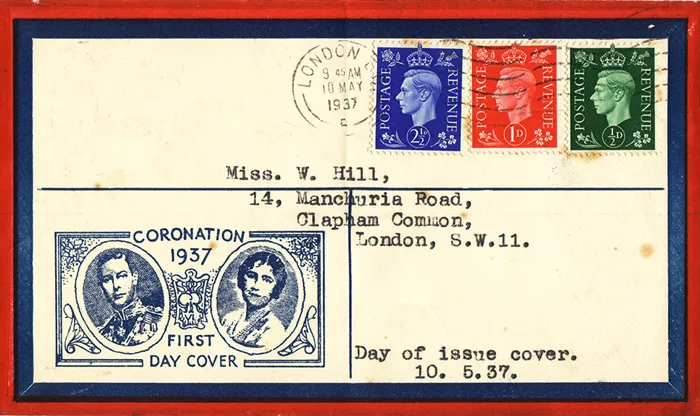 LONDON
9 45 AM
10 MAY
1937
POSTAGE REVENUE
2½D
POSTAGE REVENUE
1D
POSTAGE REVENUE
½D
Miss. W. Hill,
14, Manchuria Road,
Clapham Common,
London, S.W.11.
CORONATION
1937
FIRST
DAY COVER
Day of issue cover.
10. 5.37.